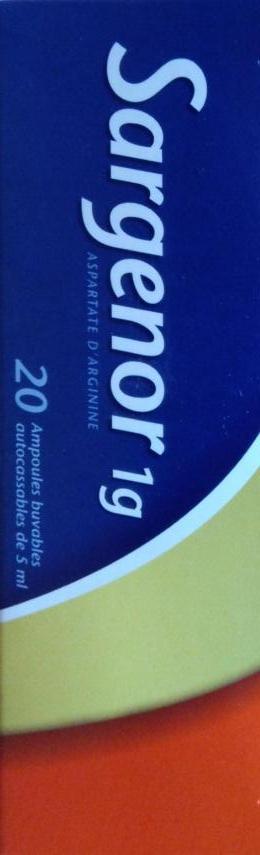 Sargenor 1g
ASPARTATE D'ARGININE
20 Ampoules buvables
autocassables de 5 ml